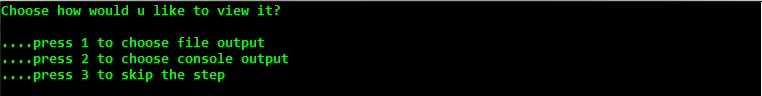 Choose how would u like to view it?
....press 1 to choose file output
....press 2 to choose console output
....press 3 to skip the step